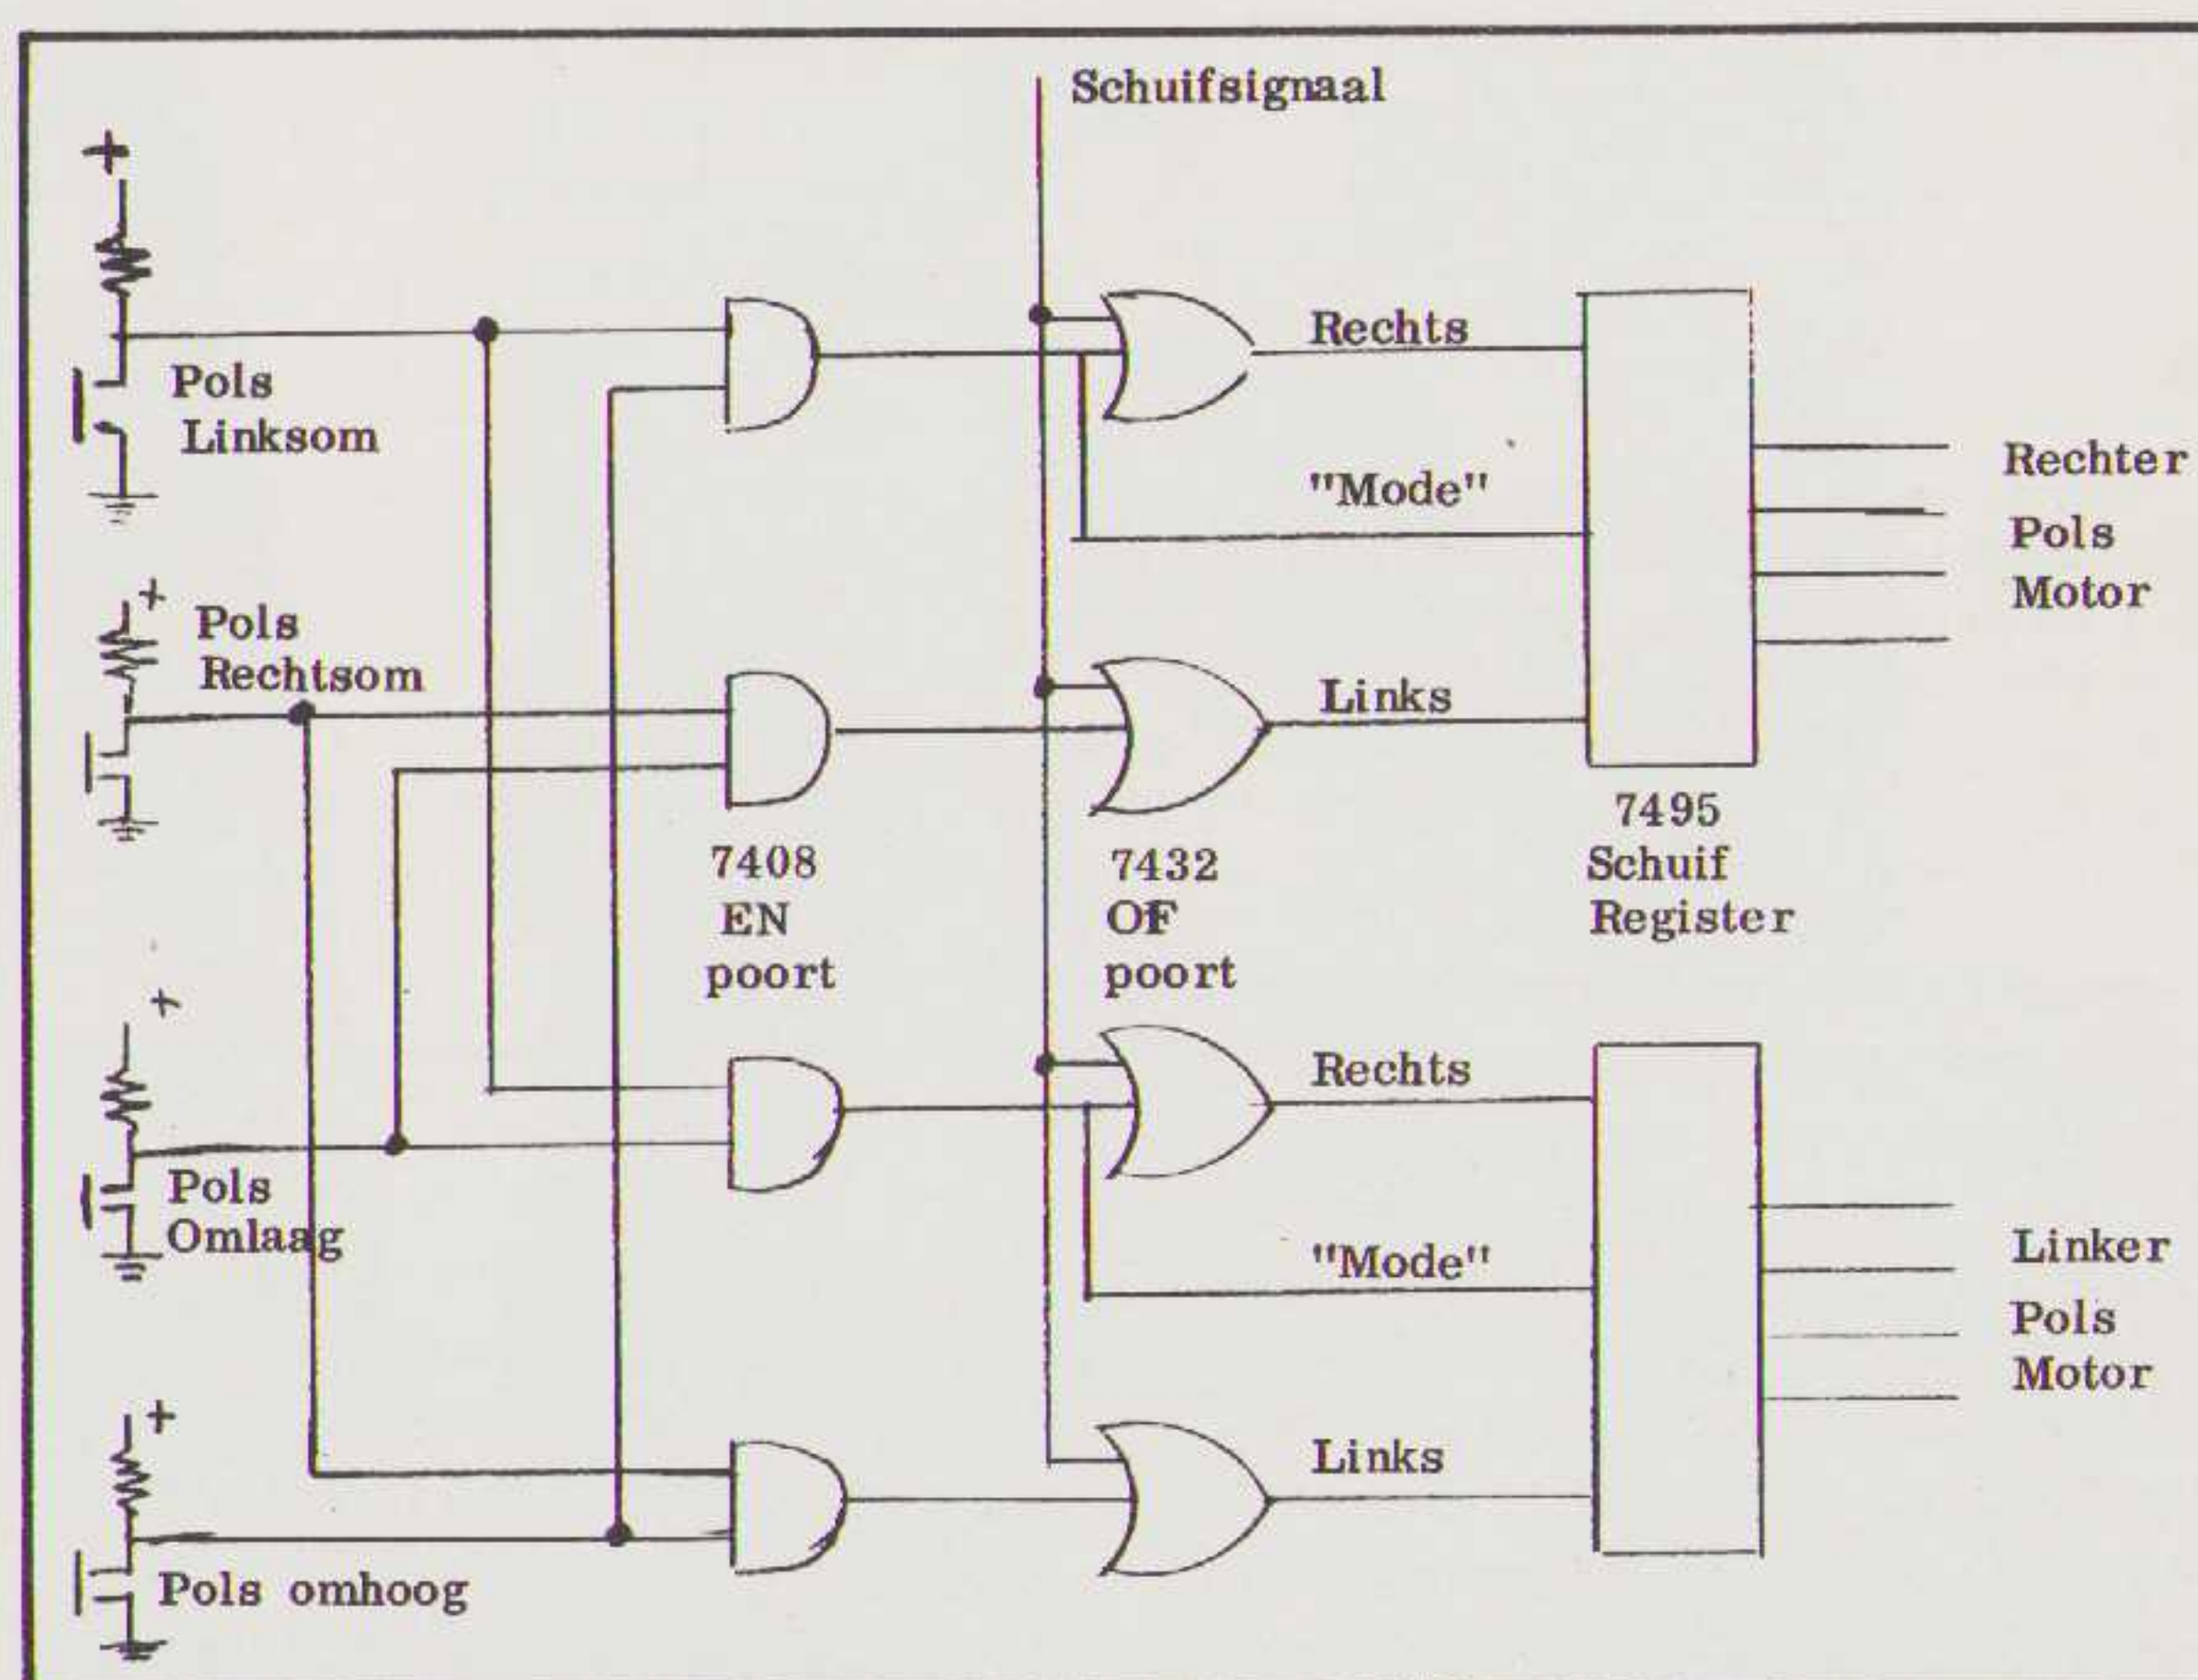 Schuifsignaal
+
Pols
Linksom
Rechts
"Mode"
Rechter
Pols
Motor
+
Pols
Rechtsom
Links
7408
EN
poort
7432
OF
poort
7495
Schuif
Register
+
Pols
Omlaag
Rechts
"Mode"
Linker
Pols
Motor
+
Pols omhoog
Links